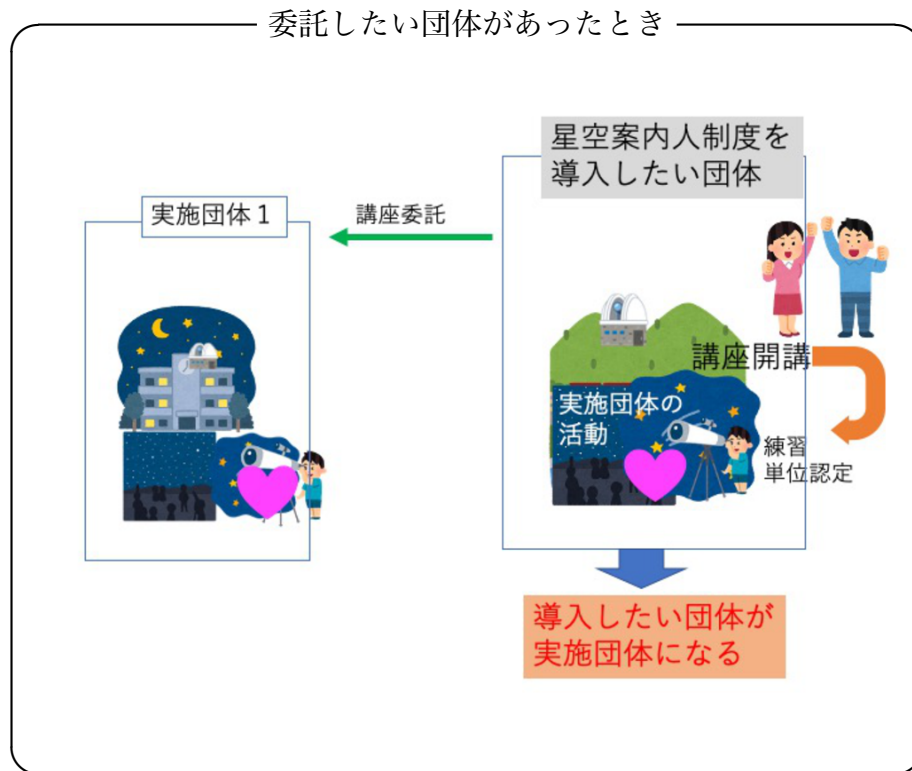 委託したい団体があったとき
星空案内人制度を
導入したい団体
実施団体1
講座委託
講座開講
実施団体の
活動
練習
単位認定
導入したい団体が
実施団体になる